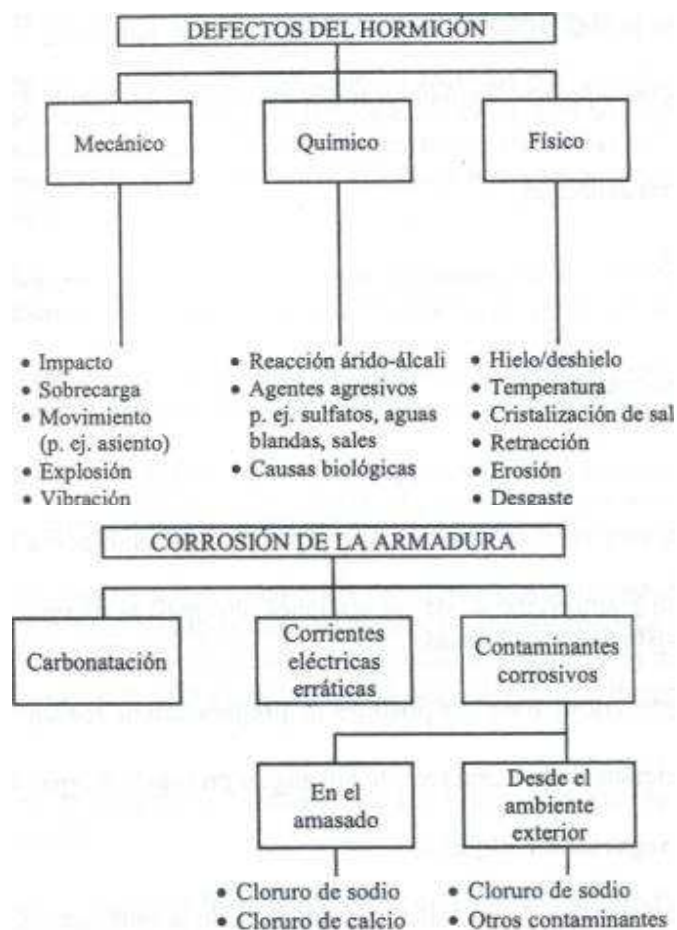 DEFECTOS DEL HORMIGÓN
Mecánico
Químico
Físico
• Impacto
• Sobrecarga
• Movimiento
(p. ej. asiento)
• Explosión
• Vibración
• Reacción árido-álcali
• Agentes agresivos
p. ej. sulfatos, aguas
blandas, sales
• Causas biológicas
• Hielo/deshielo
• Temperatura
• Cristalización de sal
• Retracción
• Erosión
• Desgaste
CORROSIÓN DE LA ARMADURA
Carbonatación
Corrientes
eléctricas
erráticas
Contaminantes
corrosivos
En el
amasado
Desde el
ambiente
exterior
• Cloruro de sodio
• Cloruro de calcio
• Cloruro de sodio
• Otros contaminantes